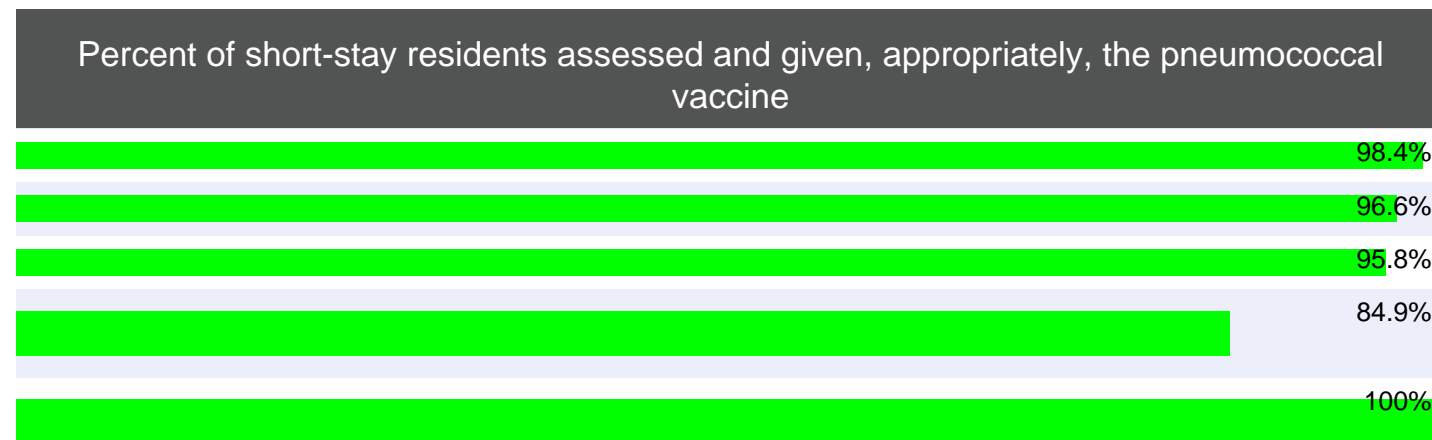 Percent of short-stay residents assessed and given, appropriately, the pneumococcal
vaccine
98.4%
96.6%
95.8%
84.9%
100%